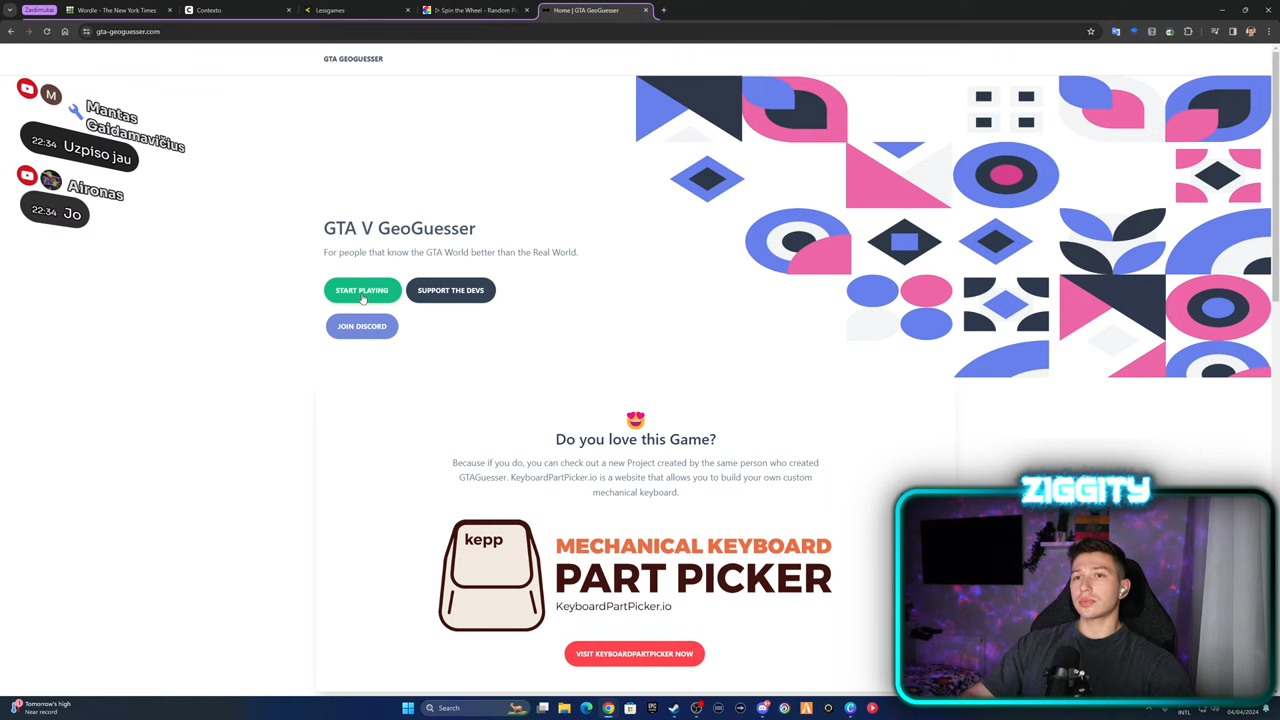 Zaidimukai
Wordle - The New York Times
Contexto
Lessgames
Spin the Wheel - Random Pi
Home | GTA GeoGuesser
gta-geoguesser.com
GTA GEOGUESSER
M
Mantas
Gaidamavičius
22:34 Uzpiso jau
Aironas
22:34 Jo
GTA V GeoGuesser
For people that know the GTA World better than the Real World.
START PLAYING
SUPPORT THE DEVS
JOIN DISCORD
Do you love this Game?
Because if you do, you can check out a new Project created by the same person who created
GTAGuesser. KeyboardPartPicker.io is a website that allows you to build your own custom
mechanical keyboard.
kepp
MECHANICAL KEYBOARD
PART PICKER
KeyboardPartPicker.io
VISIT KEYBOARDPARTPICKER NOW
ZIGGITY
Tomorrow's high
Near record
Search
INTL
04/04/2024